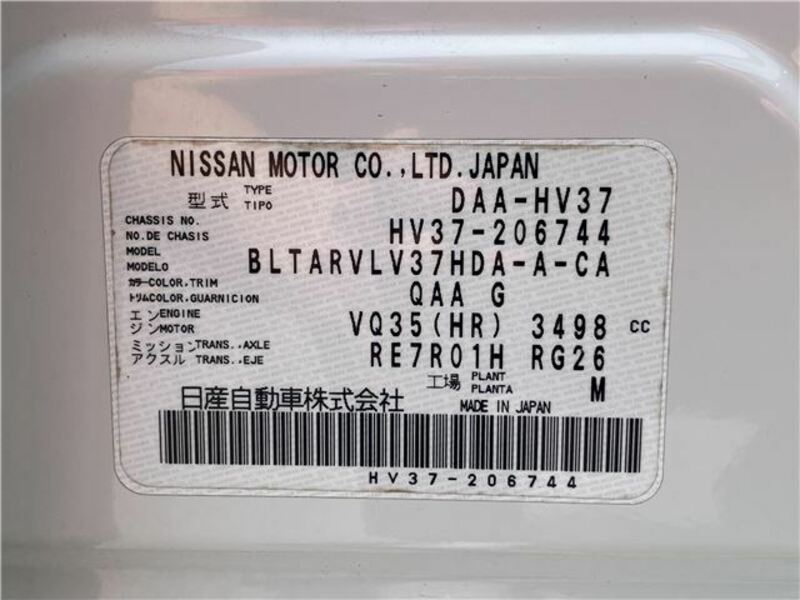 NISSAN MOTOR CO.,LTD.JAPAN
型式 TYPE TIPO DAA-HV37
CHASSIS NO. NO.DE CHASIS HV37-206744
MODEL MODELO BLTARVLV37HDA-A-CA
カラー COLOR,TRIM トリム COLOR,GUARNICION QAA G
エンジン ENGINE MOTOR VQ35(HR) 3498 CC
ミッション TRANS.. AXLE アクスル TRANS..EJE RE7R01H RG26
工場 PLANT PLANTA M
日産自動車株式会社 MADE IN JAPAN
HV37-206744